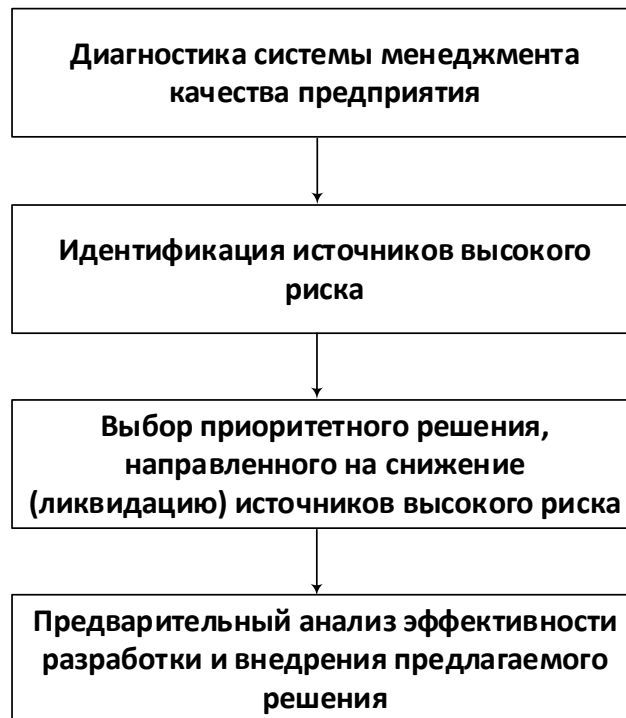 Диагностика системы менеджмента
качества предприятия
Идентификация источников высокого
риска
Выбор приоритетного решения,
направленного на снижение
(ликвидацию) источников высокого риска
Предварительный анализ эффективности
разработки и внедрения предлагаемого
решения